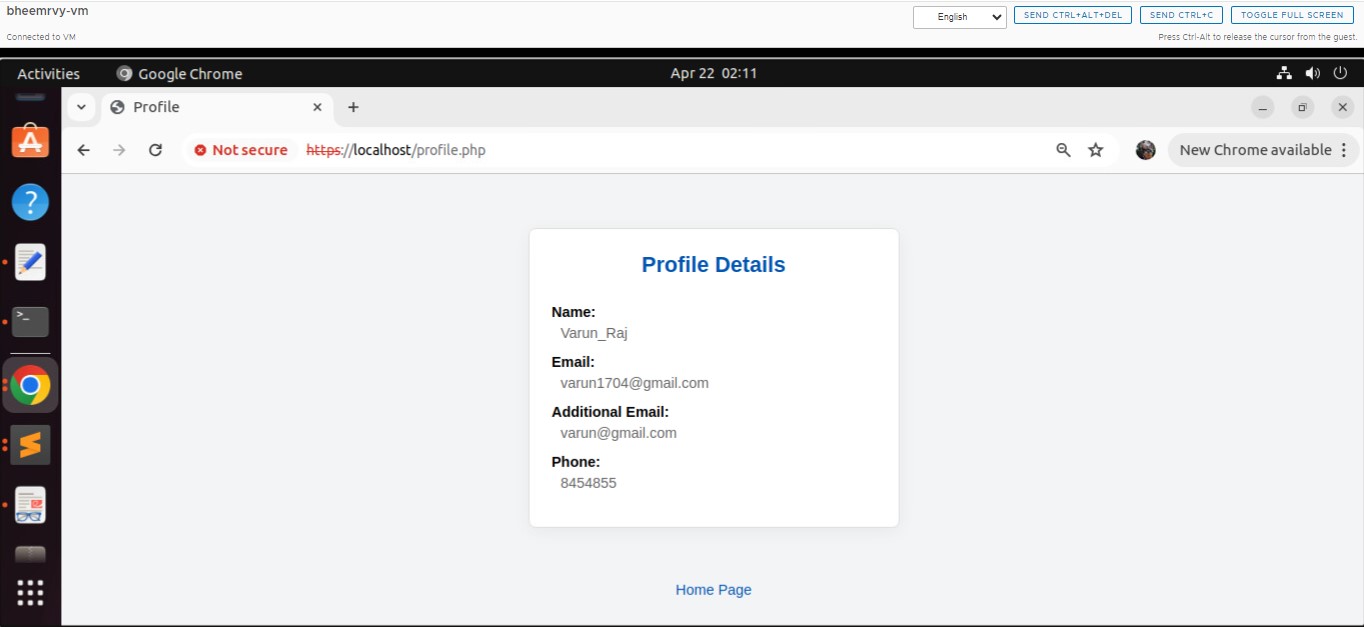 bheemrvy-vm
English
SEND CTRL+ALT+DEL
SEND CTRL+C
TOGGLE FULL SCREEN
Connected to VM
Press Ctrl-Alt to release the cursor from the guest.
Activities
Google Chrome
Apr 22 02:11
Profile
Not secure
https://localhost/profile.php
New Chrome available
Profile Details
Name:
Varun_Raj
Email:
varun1704@gmail.com
Additional Email:
varun@gmail.com
Phone:
8454855
Home Page